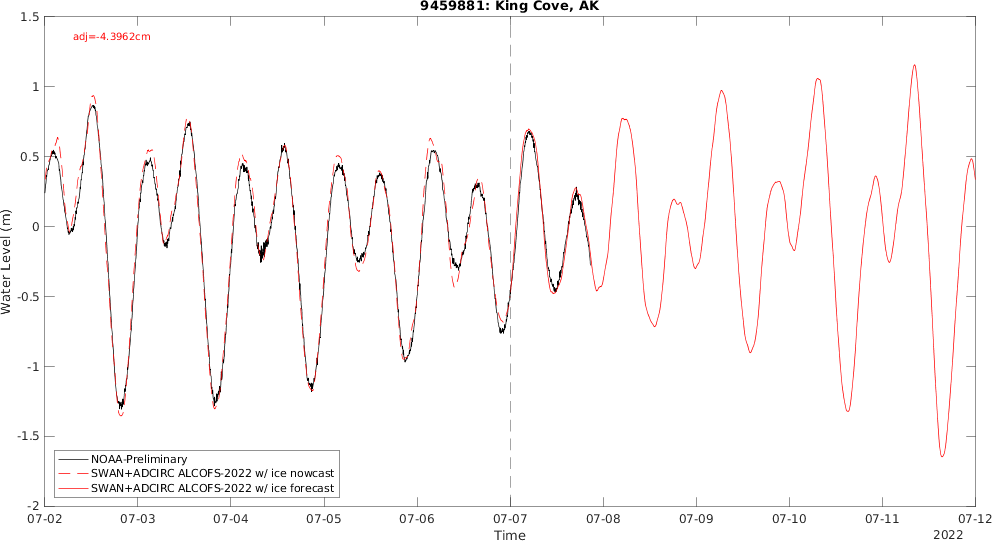 9459881: King Cove, AK
adj=-4.3962cm
1.5
1
0.5
0
-0.5
-1
-1.5
-2
Water Level (m)
NOAA-Preliminary
SWAN+ADCIRC ALCOFS-2022 w/ ice nowcast
SWAN+ADCIRC ALCOFS-2022 w/ ice forecast
07-02 07-03 07-04 07-05 07-06 07-07 07-08 07-09 07-10 07-11 07-12
Time
2022